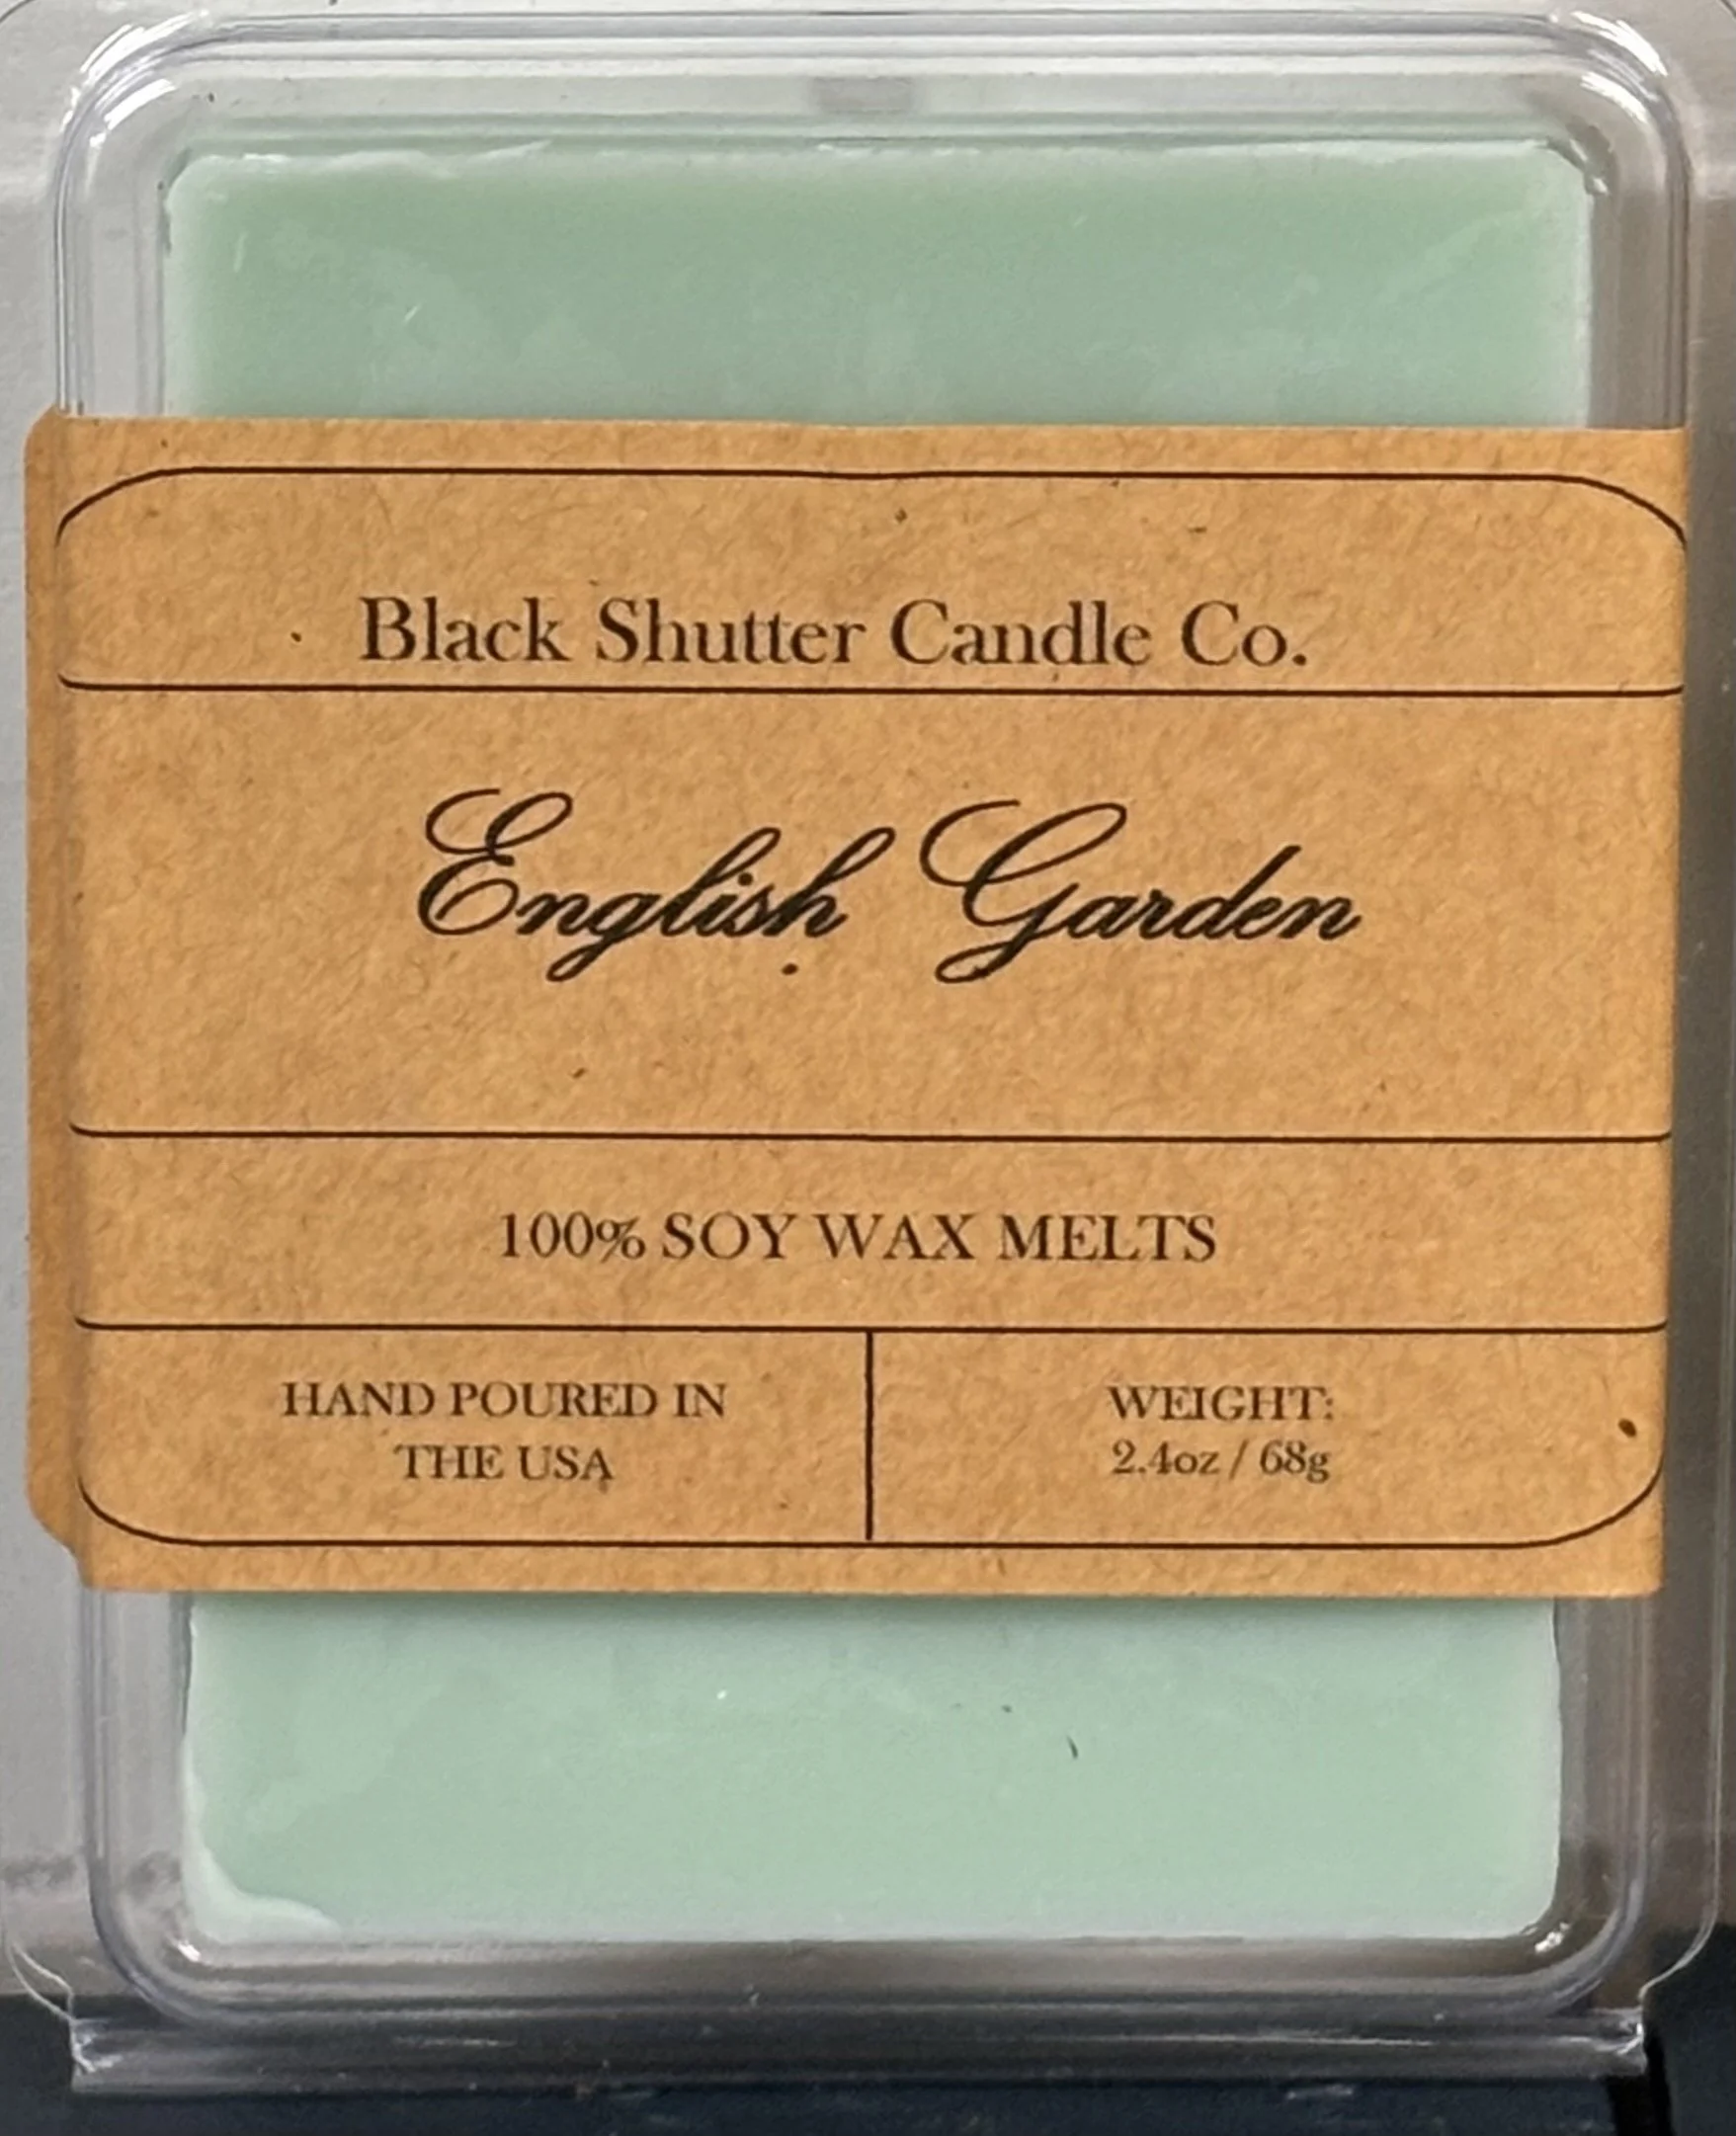 Black Shutter Candle Co.
English Garden
100% SOY WAX MELTS
HAND POURED IN
THE USA
WEIGHT:
2.4oz / 68g